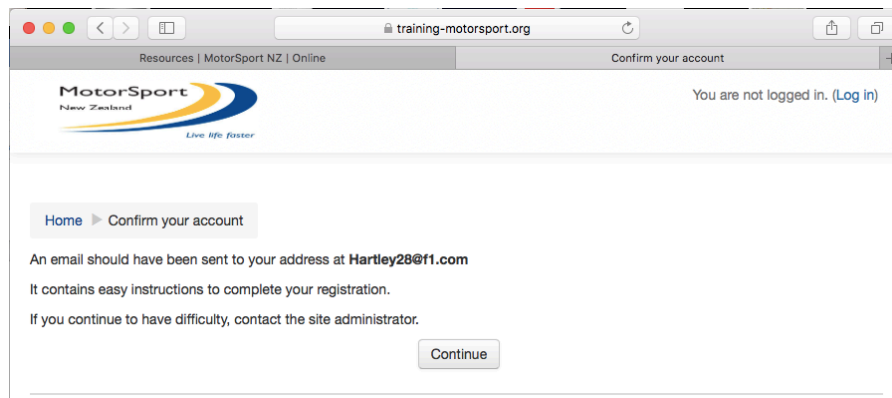 training-motorsport.org
Resources | MotorSport NZ | Online
Confirm your account
MotorSport
New Zealand
Live life faster
You are not logged in. (Log in)
Home
Confirm your account
An email should have been sent to your address at Hartley28@f1.com
It contains easy instructions to complete your registration.
If you continue to have difficulty, contact the site administrator.
Continue